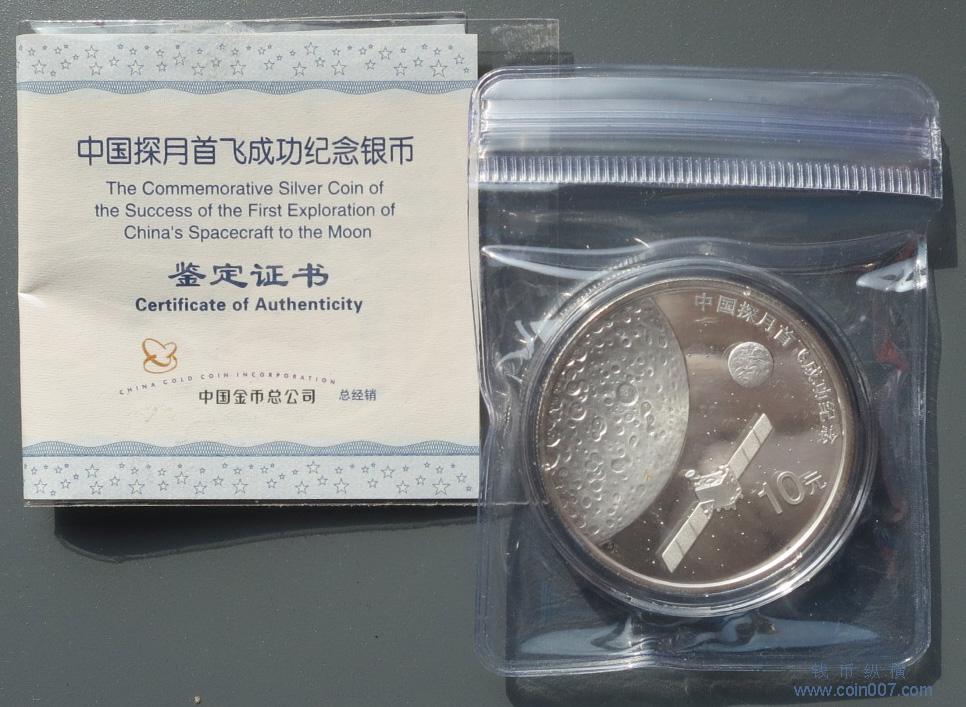 中国探月首飞成功纪念银币
The Commemorative Silver Coin of
the Success of the First Exploration of
China's Spacecraft to the Moon
鉴定证书
Certificate of Authenticity
CHINA GOLD COIN INCORPORATION
中国金币总公司 总经销
中国探月首飞成功纪念
10元
钱币纵横
www.coin007.com